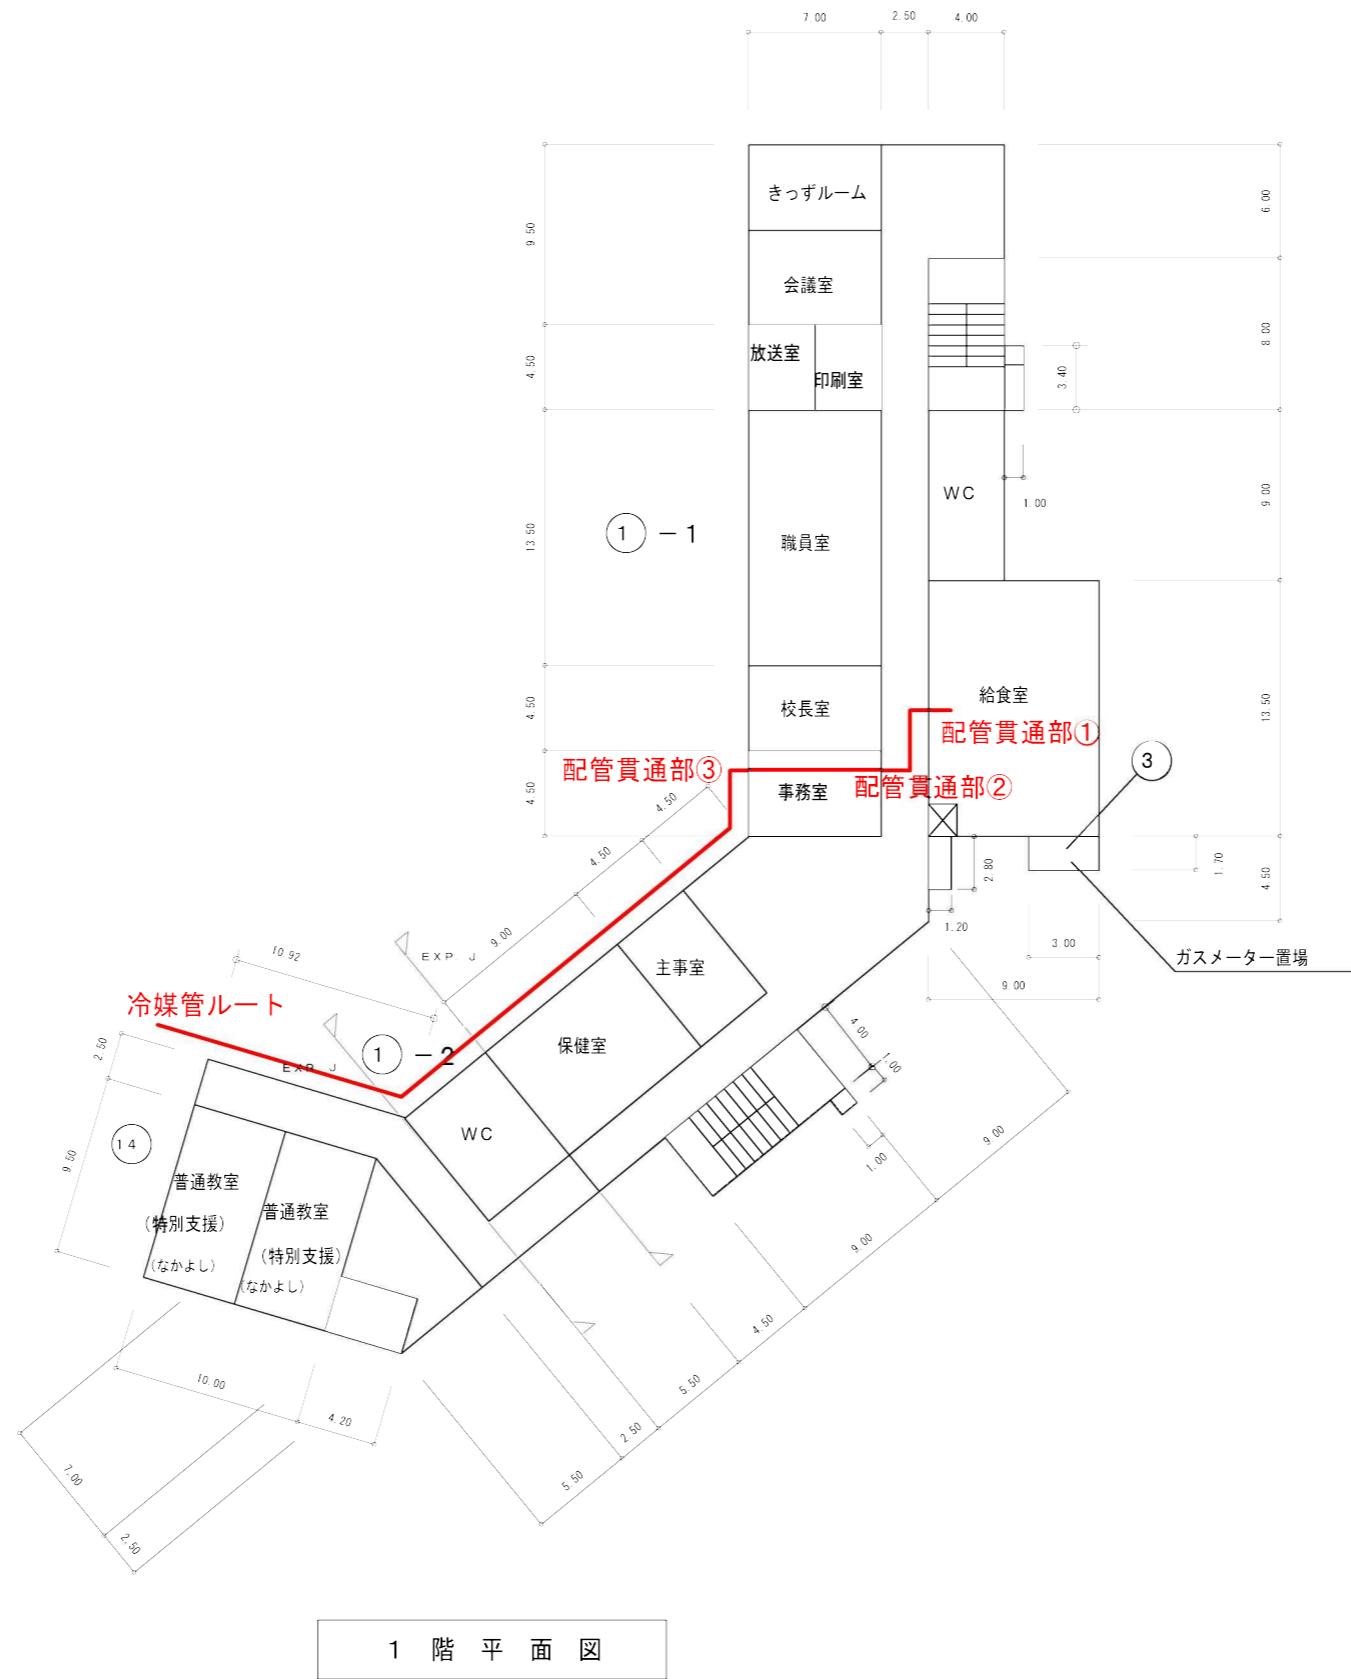 7.00
2.50
4.00
きっずルーム
6.00
9.50
会議室
8.00
放送室
印刷室
4.50
3.40
WC
1.00
9.00
①-1
13.50
職員室
給食室
校長室
4.50
13.50
配管貫通部①
配管貫通部③
配管貫通部②
3
事務室
4.50
4.50
4.50
2.80
1.70
4.50
1.20
3.00
9.00
ガスメーター置場
9.00
EXP J
10.92
主事室
冷媒管ルート
保健室
①-2
EXP J
2.50
4.00
1.00
14
WC
9.50
1.00
9.00
普通教室
(特別支援)
(なかよし)
普通教室
(特別支援)
(なかよし)
9.00
4.50
5.50
2.50
5.50
10.00
4.20
7.00
2.50
1階平面図